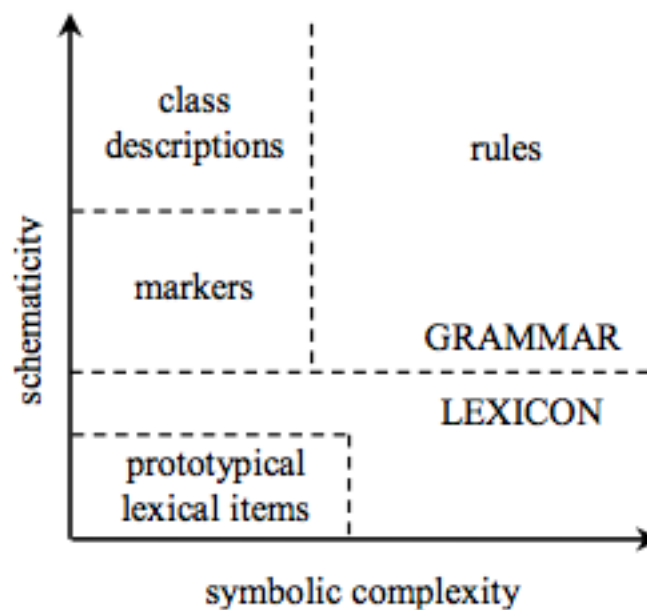 class
descriptions
rules
markers
schematicity
GRAMMAR
LEXICON
prototypical
lexical items
symbolic complexity